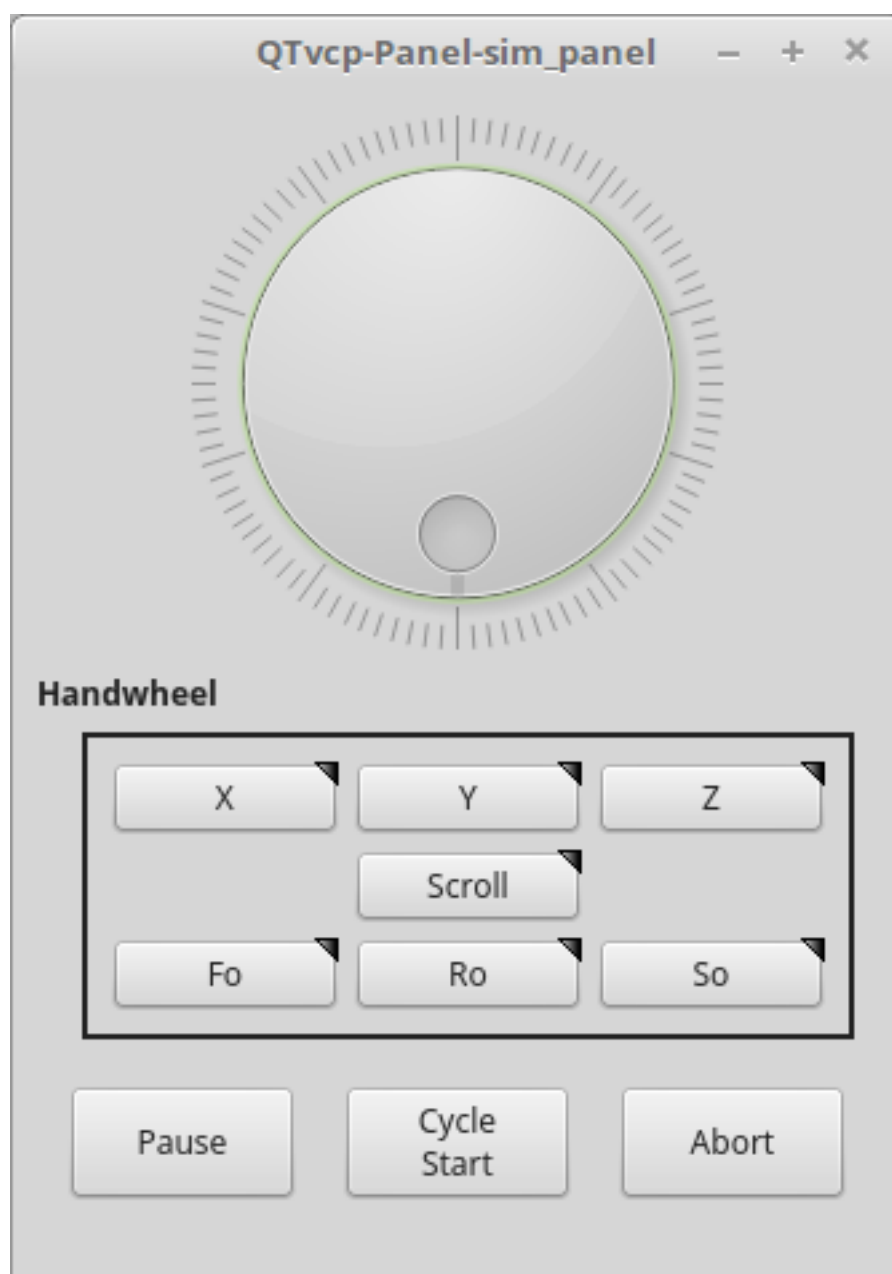 QTvcp-Panel-sim_panel
Handwheel
X Y Z
Scroll
Fo Ro So
Pause
Cycle
Start
Abort